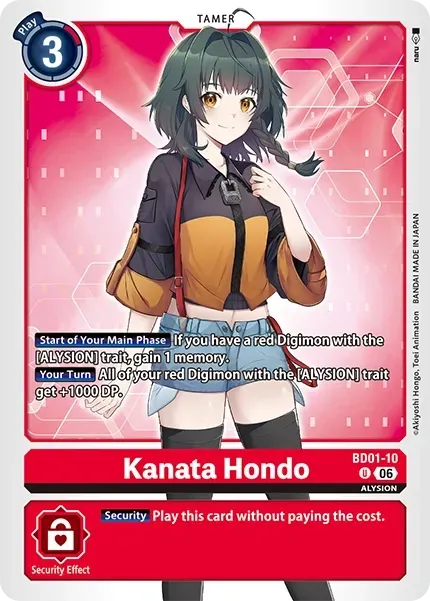 TAMER
Play
3
naru
Start of Your Main Phase If you have a red Digimon with the
[ALYSION] trait, gain 1 memory.
Your Turn All of your red Digimon with the [ALYSION] trait
get +1000 DP.
©Akiyoshi Hongo, Toei Animation BANDAI MADE IN JAPAN
Kanata Hondo
BD01-10
U 06
ALYSION
Security Play this card without paying the cost.
Security Effect